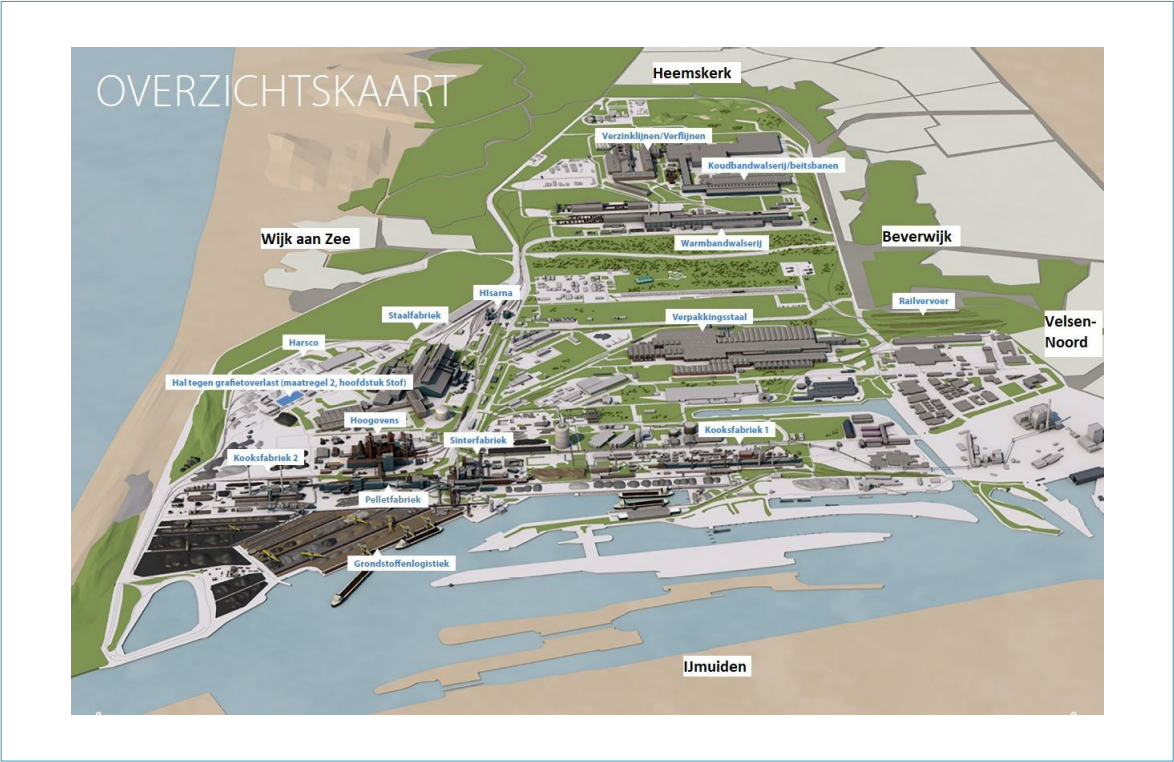 OVERZICHTSKAART
Heemskerk
Verzinklijnen/Verflijnen
Koudbandwalserij/beitsbanen
Wijk aan Zee
Beverwijk
Warmbandwalserij
HIsarna
Railvervoer
Staalfabriek
Verpakkingsstaal
Velsen-
Noord
Harsco
Hal tegen grafietoverlast (maatregel 2, hoofdstuk Stof)
Hoogovens
Kooksfabriek 1
Sinterfabriek
Kooksfabriek 2
Pelletfabriek
Grondstoffenlogistiek
IJmuiden